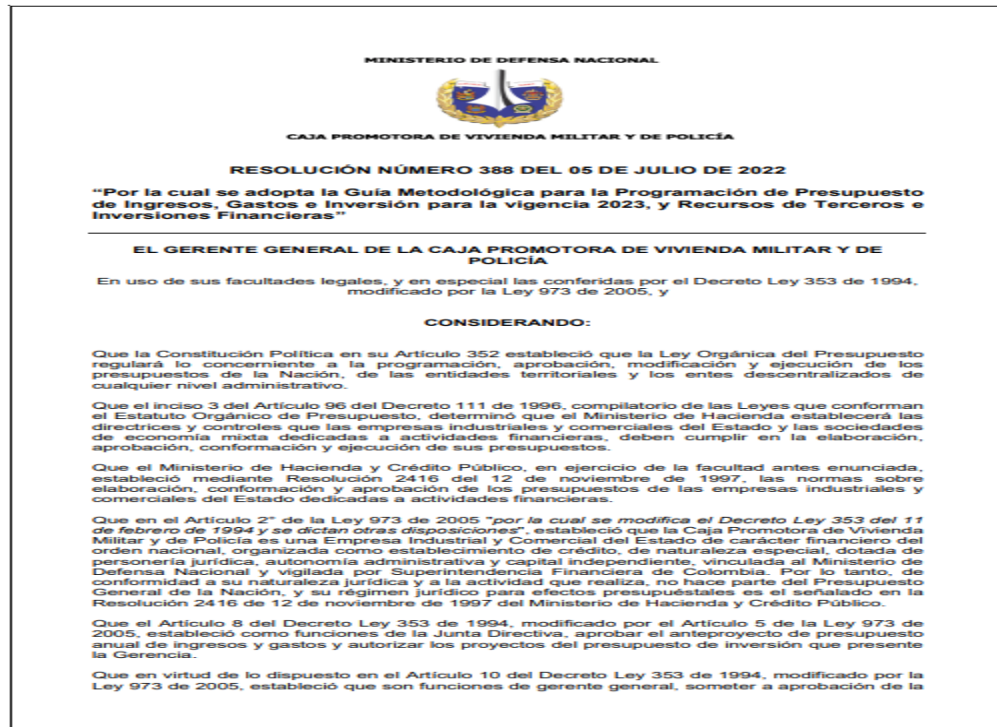 MINISTERIO DE DEFENSA NACIONAL
CAJA PROMOTORA DE VIVIENDA MILITAR Y DE POLICÍA
RESOLUCIÓN NÚMERO 388 DEL 05 DE JULIO DE 2022
“Por la cual se adopta la Guía Metodológica para la Programación de Presupuesto
de Ingresos, Gastos e Inversión para la vigencia 2023, y Recursos de Terceros e
Inversiones Financieras”
EL GERENTE GENERAL DE LA CAJA PROMOTORA DE VIVIENDA MILITAR Y DE
POLICÍA
En uso de sus facultades legales, y en especial las conferidas por el Decreto Ley 353 de 1994,
modificado por la Ley 973 de 2005, y
CONSIDERANDO:
Que la Constitución Política en su Artículo 352 estableció que la Ley Orgánica del Presupuesto
regulará lo concerniente a la programación, aprobación, modificación y ejecución de los
presupuestos de la Nación, de las entidades territoriales y los entes descentralizados de
cualquier nivel administrativo.
Que el inciso 3 del Artículo 96 del Decreto 111 de 1996, compilatorio de las Leyes que conforman
el Estatuto Orgánico de Presupuesto, determinó que el Ministerio de Hacienda establecerá las
directrices y controles que las empresas industriales y comerciales del Estado y las sociedades
de economía mixta dedicadas a actividades financieras, deben cumplir en la elaboración,
aprobación, conformación y ejecución de sus presupuestos.
Que el Ministerio de Hacienda y Crédito Público, en ejercicio de la facultad antes enunciada,
estableció mediante Resolución 2416 del 12 de noviembre de 1997, las normas sobre
elaboración, conformación y aprobación de los presupuestos de las empresas industriales y
comerciales del Estado dedicadas a actividades financieras.
Que en el Artículo 2° de la Ley 973 de 2005 "por la cual se modifica el Decreto Ley 353 del 11
de febrero de 1994 y se dictan otras disposiciones", estableció que la Caja Promotora de Vivienda
Militar y de Policía es una Empresa Industrial y Comercial del Estado de carácter financiero del
orden nacional, organizada como establecimiento de crédito, de naturaleza especial, dotada de
personería jurídica, autonomía administrativa y capital independiente, vinculada al Ministerio de
Defensa Nacional y vigilada por Superintendencia Financiera de Colombia. Por lo tanto, de
conformidad a su naturaleza jurídica y a la actividad que realiza, no hace parte del Presupuesto
General de la Nación, y su régimen jurídico para efectos presupuéstales es el señalado en la
Resolución 2416 de 12 de noviembre de 1997 del Ministerio de Hacienda y Crédito Público.
Que el Artículo 8 del Decreto Ley 353 de 1994, modificado por el Artículo 5 de la Ley 973 de
2005, estableció como funciones de la Junta Directiva, aprobar el anteproyecto de presupuesto
anual de ingresos y gastos y autorizar los proyectos del presupuesto de inversión que presente
la Gerencia.
Que en virtud de lo dispuesto en el Artículo 10 del Decreto Ley 353 de 1994, modificado por la
Ley 973 de 2005, estableció que son funciones de gerente general, someter a aprobación de la